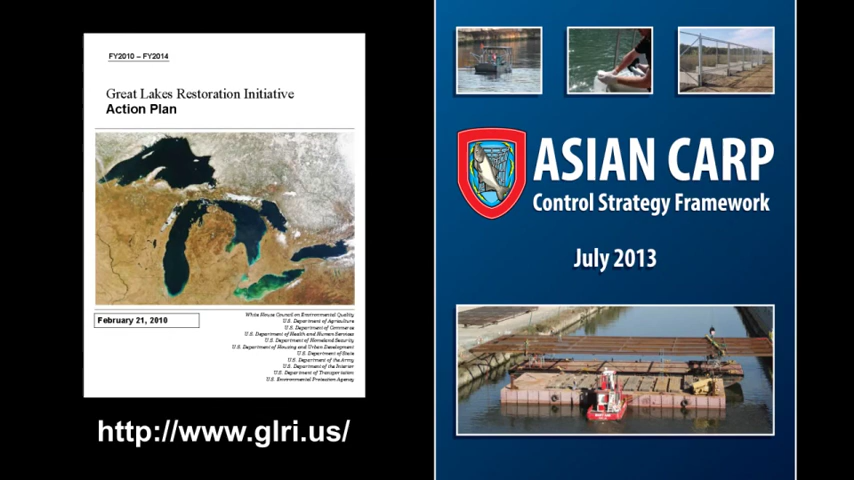 FY2010 – FY2014
Great Lakes Restoration Initiative
Action Plan
February 21, 2010
White House Council on Environmental Quality
U.S. Department of Agriculture
U.S. Department of Commerce
U.S. Department of Health and Human Services
U.S. Department of Homeland Security
U.S. Department of Housing and Urban Development
U.S. Department of State
U.S. Department of the Army
U.S. Department of the Interior
U.S. Department of Transportation
U.S. Environmental Protection Agency
http://www.glri.us/
ASIAN CARP
Control Strategy Framework
July 2013